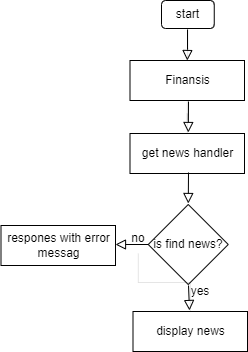 start
Finansis
get news handler
is find news?
no
respones with error
messag
yes
display news